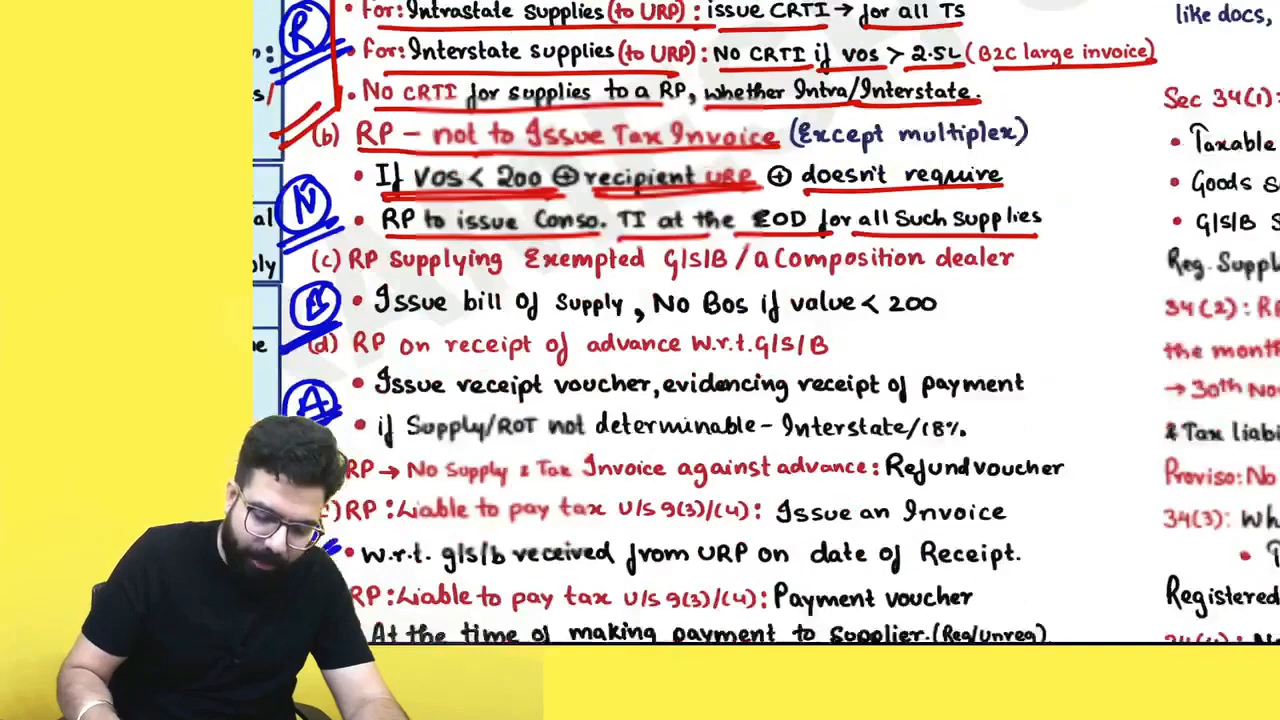 R
• For: Intrastate supplies (to URP): issue CRTI → for all TS
• For: Interstate supplies (to URP): No CRTI if vos > 2.5L (B2C large invoice)
• No CRTI for supplies to a RP, whether Intra/Interstate.
(b) RP - not to Issue Tax Invoice (Except multiplex)
N
• If VOS < 200 ⊕ recipient URP ⊕ doesn't require
• RP to issue Conso. TI at the EOD for all such supplies
(c) RP Supplying Exempted G/S/B / a Composition dealer
• Issue bill of supply, No Bos if value < 200
(d) RP on receipt of advance W.r.t. G/S/B
A
• Issue receipt voucher, evidencing receipt of payment
• if Supply/ROT not determinable - Interstate/18%.
RP → No Supply & Tax Invoice against advance: Refund voucher
) RP: Liable to pay tax u/s 9(3)/(4): Issue an Invoice
• W.r.t. g/s/b received from URP on date of Receipt.
RP: Liable to pay tax u/s 9(3)/(4): Payment voucher
At the time of making payment to supplier. (Reg/Unreg)
:
s/
al
ply
e
like docs,
Sec 34(1):
• Taxable
• Goods s
• G/S/B S
Reg. Suppl
34(2): RP
the mont
→ 30th No
& Tax liabi
Proviso: No
34(3): Wh
•
Registered